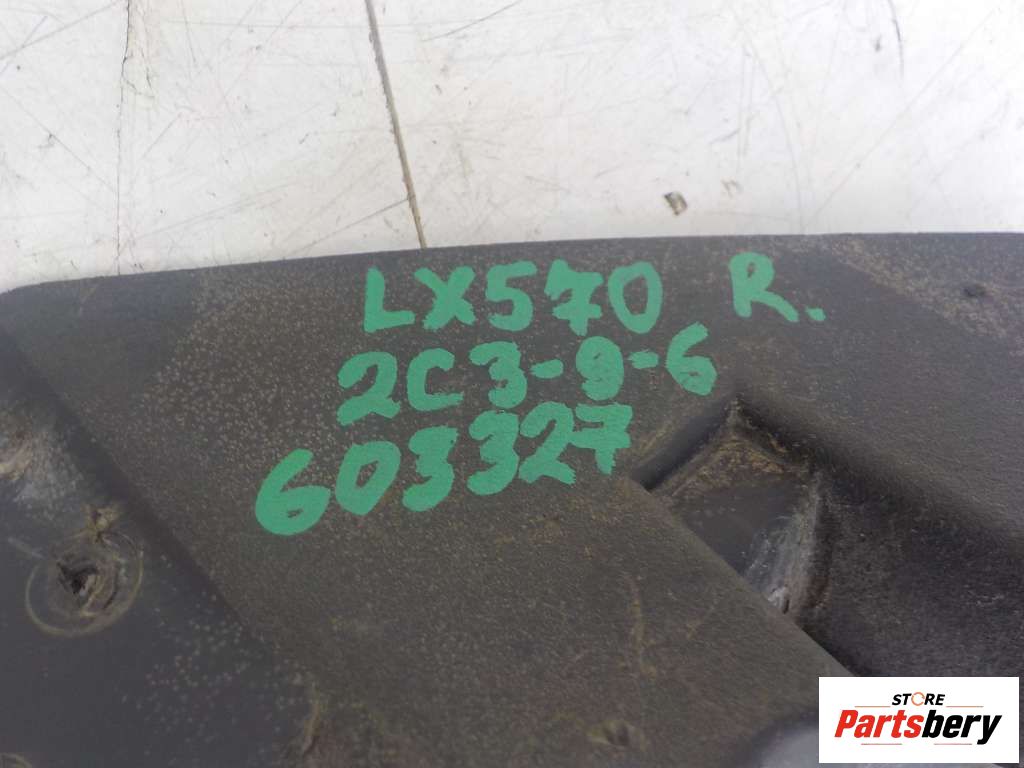 LX570 R.
2C3-9-6
603327
STORE
Partsbery